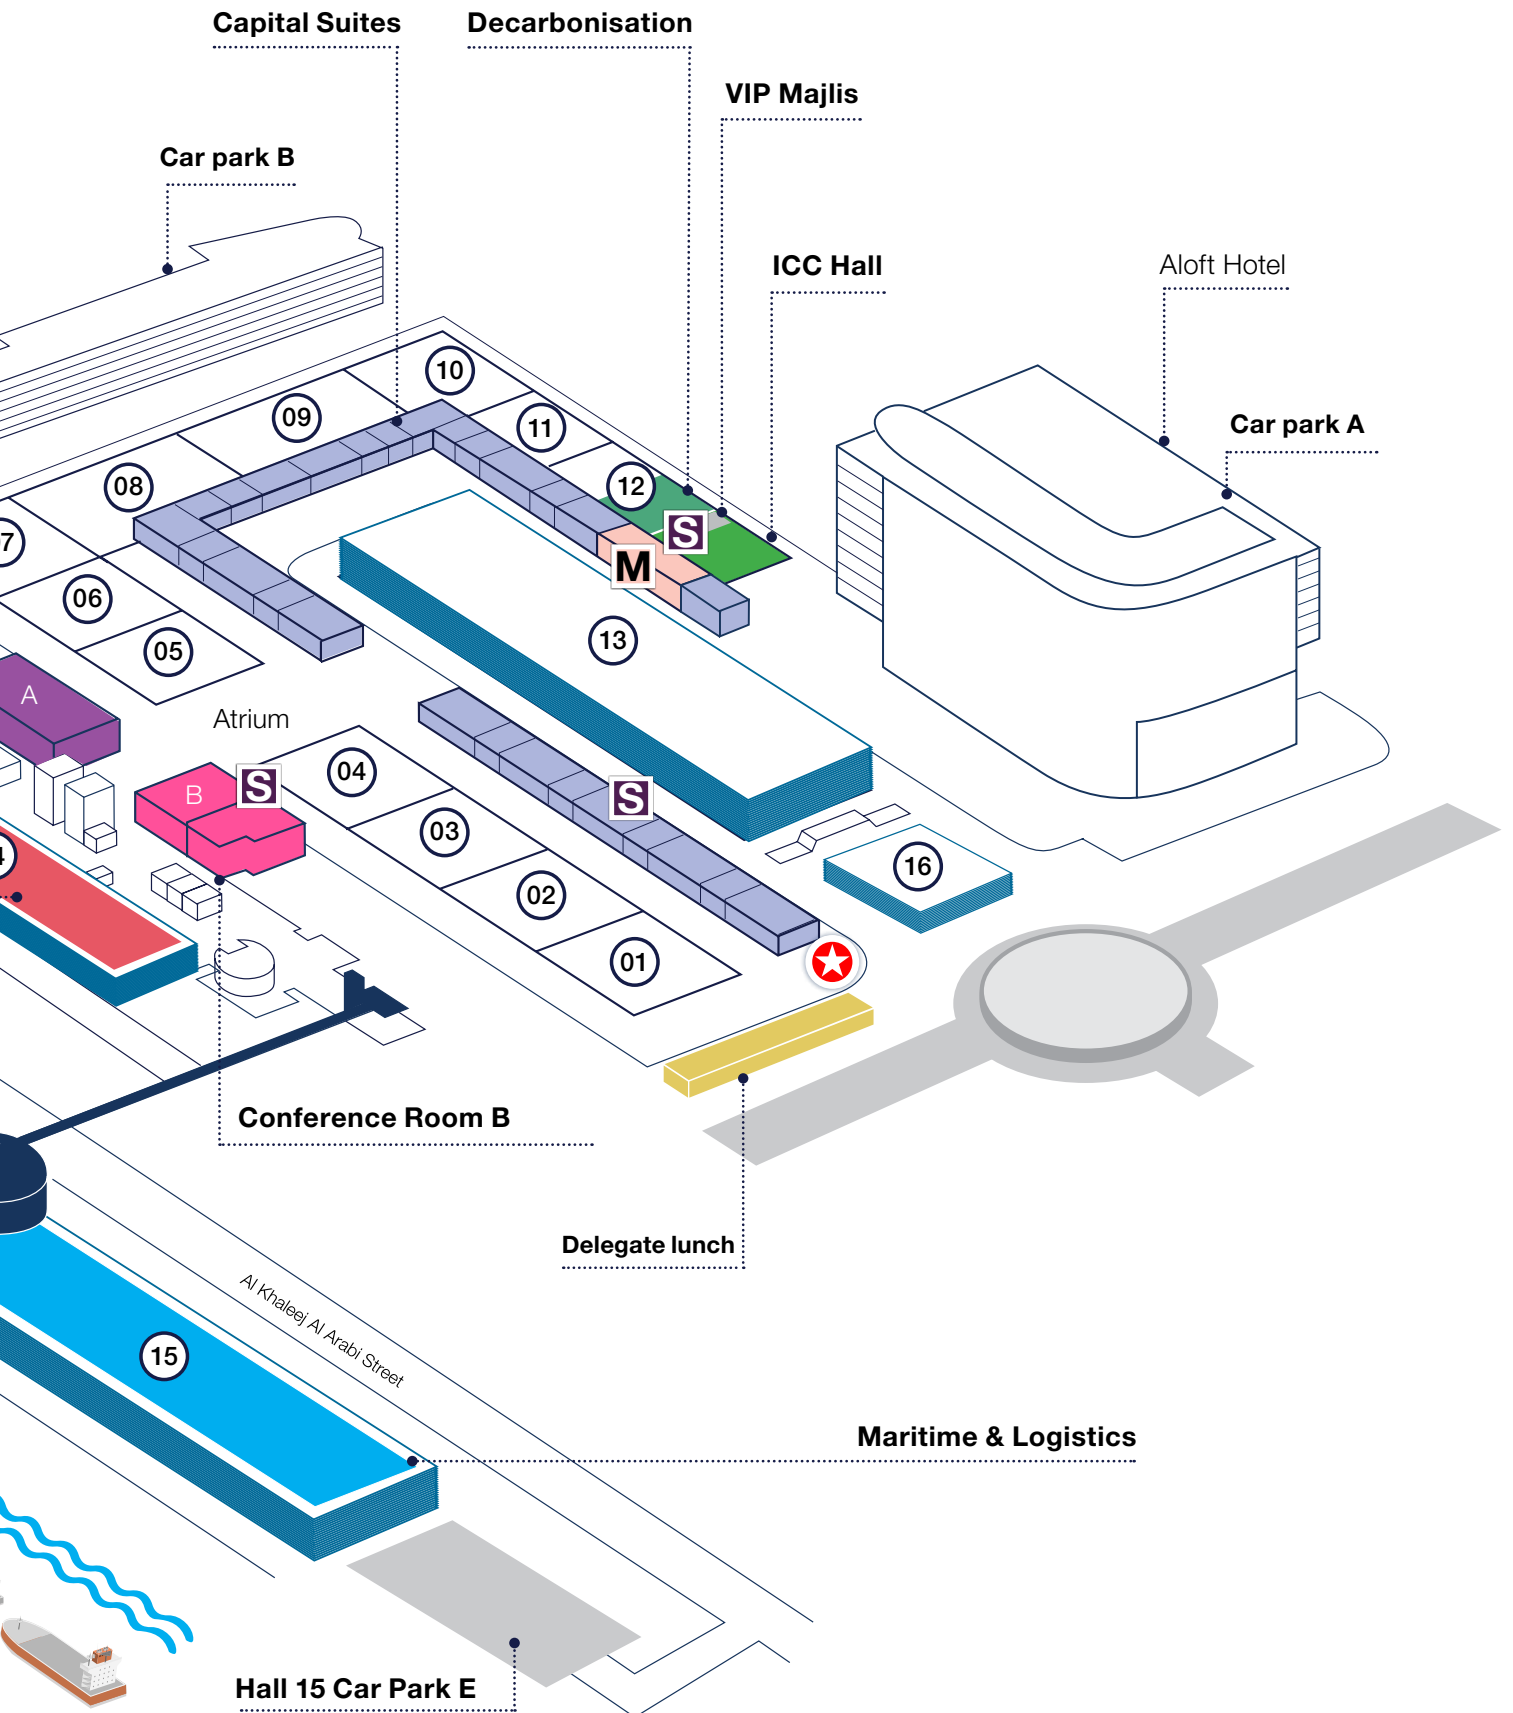 Capital Suites
Decarbonisation
VIP Majlis
Car park B
ICC Hall
Aloft Hotel
10
09
11
Car park A
08
12
S
M
06
13
05
A
Atrium
04
B
S
S
03
16
02
01
Conference Room B
Delegate lunch
Al Khaleej Al Arabi Street
15
Maritime & Logistics
Hall 15 Car Park E